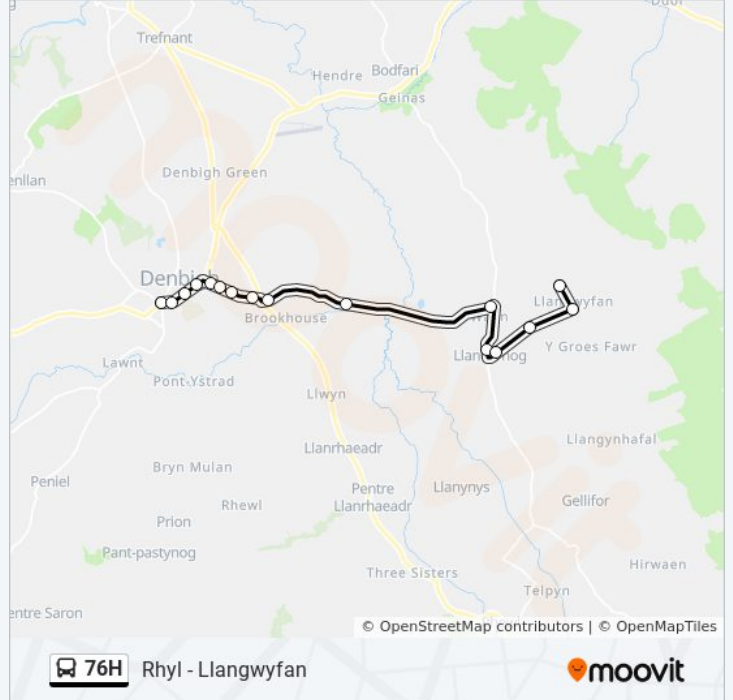 Trefnant
Hendre
Bodfari
Geinas
Denbigh Green
enllan
Denbigh
Brookhouse
Y Groes Fawr
Lawnt
Pont-Ystrad
Llwyn
Llangynhafal
Llanrhaeadr
Bryn Mulan
Peniel
Rhewl
Pentre
Llanrhaeadr
Llanynys
Gellifor
Prion
Pant-pastynog
Hirwaen
Three Sisters
Telpyn
entre Saron
© OpenStreetMap contributors | © OpenMapTiles
76H Rhyl - Llangwyfan
moovit